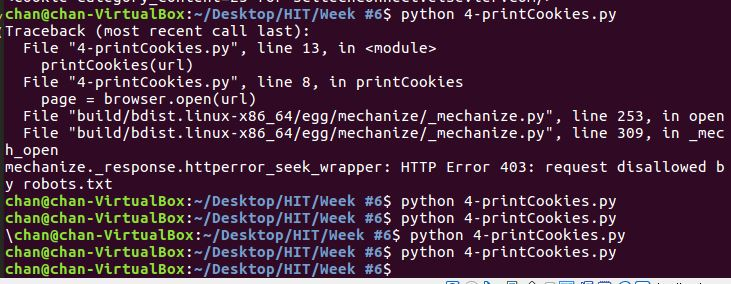 chan@chan-VirtualBox:~/Desktop/HIT/Week #6$ python 4-printCookies.py
Traceback (most recent call last):
  File "4-printCookies.py", line 13, in <module>
    printCookies(url)
  File "4-printCookies.py", line 8, in printCookies
    page = browser.open(url)
  File "build/bdist.linux-x86_64/egg/mechanize/_mechanize.py", line 253, in open
  File "build/bdist.linux-x86_64/egg/mechanize/_mechanize.py", line 309, in _mec
h_open
mechanize._response.httperror_seek_wrapper: HTTP Error 403: request disallowed b
y robots.txt
chan@chan-VirtualBox:~/Desktop/HIT/Week #6$ python 4-printCookies.py
chan@chan-VirtualBox:~/Desktop/HIT/Week #6$ python 4-printCookies.py
\chan@chan-VirtualBox:~/Desktop/HIT/Week #6$ python 4-printCookies.py
chan@chan-VirtualBox:~/Desktop/HIT/Week #6$ python 4-printCookies.py
chan@chan-VirtualBox:~/Desktop/HIT/Week #6$